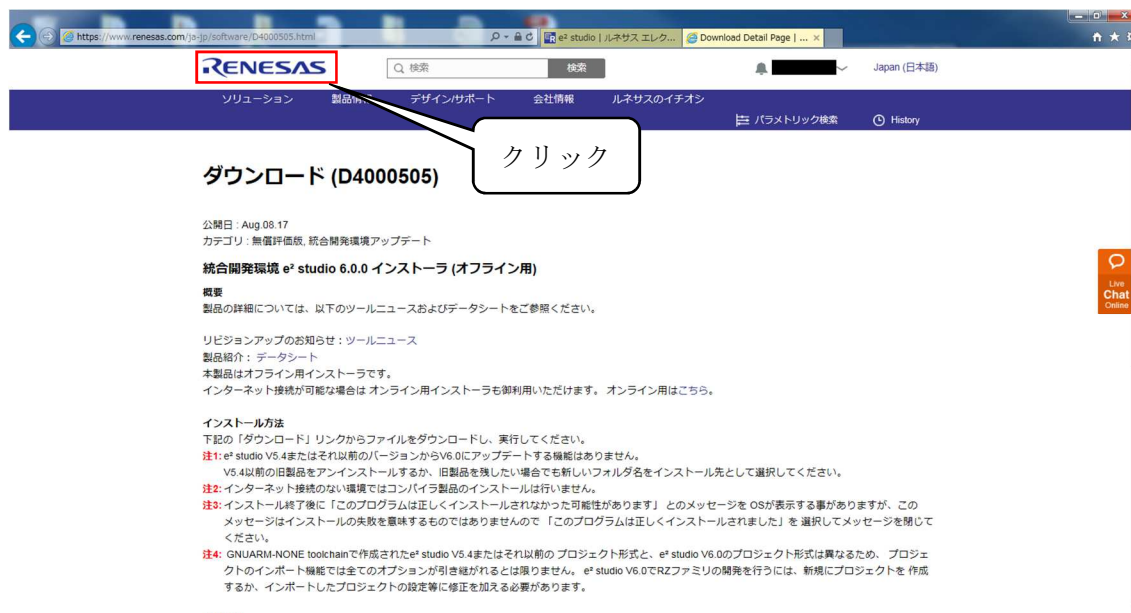 https://www.renesas.com/ja-jp/software/D4000505.html
e² studio | ルネサス エレク...
Download Detail Page | ...
RENESAS
検索
検索
Japan (日本語)
ソリューション 製品情報 デザイン/サポート 会社情報 ルネサスのイチオシ
パラメトリック検索 History
クリック
ダウンロード (D4000505)
公開日 : Aug.08.17
カテゴリ : 無償評価版, 統合開発環境アップデート
統合開発環境 e² studio 6.0.0 インストーラ (オフライン用)
概要
製品の詳細については、以下のツールニュースおよびデータシートをご参照ください。
リビジョンアップのお知らせ：ツールニュース
製品紹介： データシート
本製品はオフライン用インストーラです。
インターネット接続が可能な場合は オンライン用インストーラも御利用いただけます。 オンライン用はこちら。
Live
Chat
Online
インストール方法
下記の「ダウンロード」リンクからファイルをダウンロードし、実行してください。
注1: e² studio V5.4またはそれ以前のバージョンからV6.0にアップデートする機能はありません。
V5.4以前の旧製品をアンインストールするか、旧製品を残したい場合でも新しいフォルダ名をインストール先として選択してください。
注2: インターネット接続のない環境ではコンパイラ製品のインストールは行いません。
注3: インストール終了後に「このプログラムは正しくインストールされなかった可能性があります」 とのメッセージを OSが表示する事がありますが、この
メッセージはインストールの失敗を意味するものではありませんので 「このプログラムは正しくインストールされました」を 選択してメッセージを閉じて
ください。
注4: GNUARM-NONE toolchainで作成されたe² studio V5.4またはそれ以前の プロジェクト形式と、e² studio V6.0のプロジェクト形式は異なるため、 プロジェ
クトのインポート機能では全てのオプションが引き継がれるとは限りません。 e² studio V6.0でRZファミリの開発を行うには、新規にプロジェクトを 作成
するか、インポートしたプロジェクトの設定等に修正を加える必要があります。